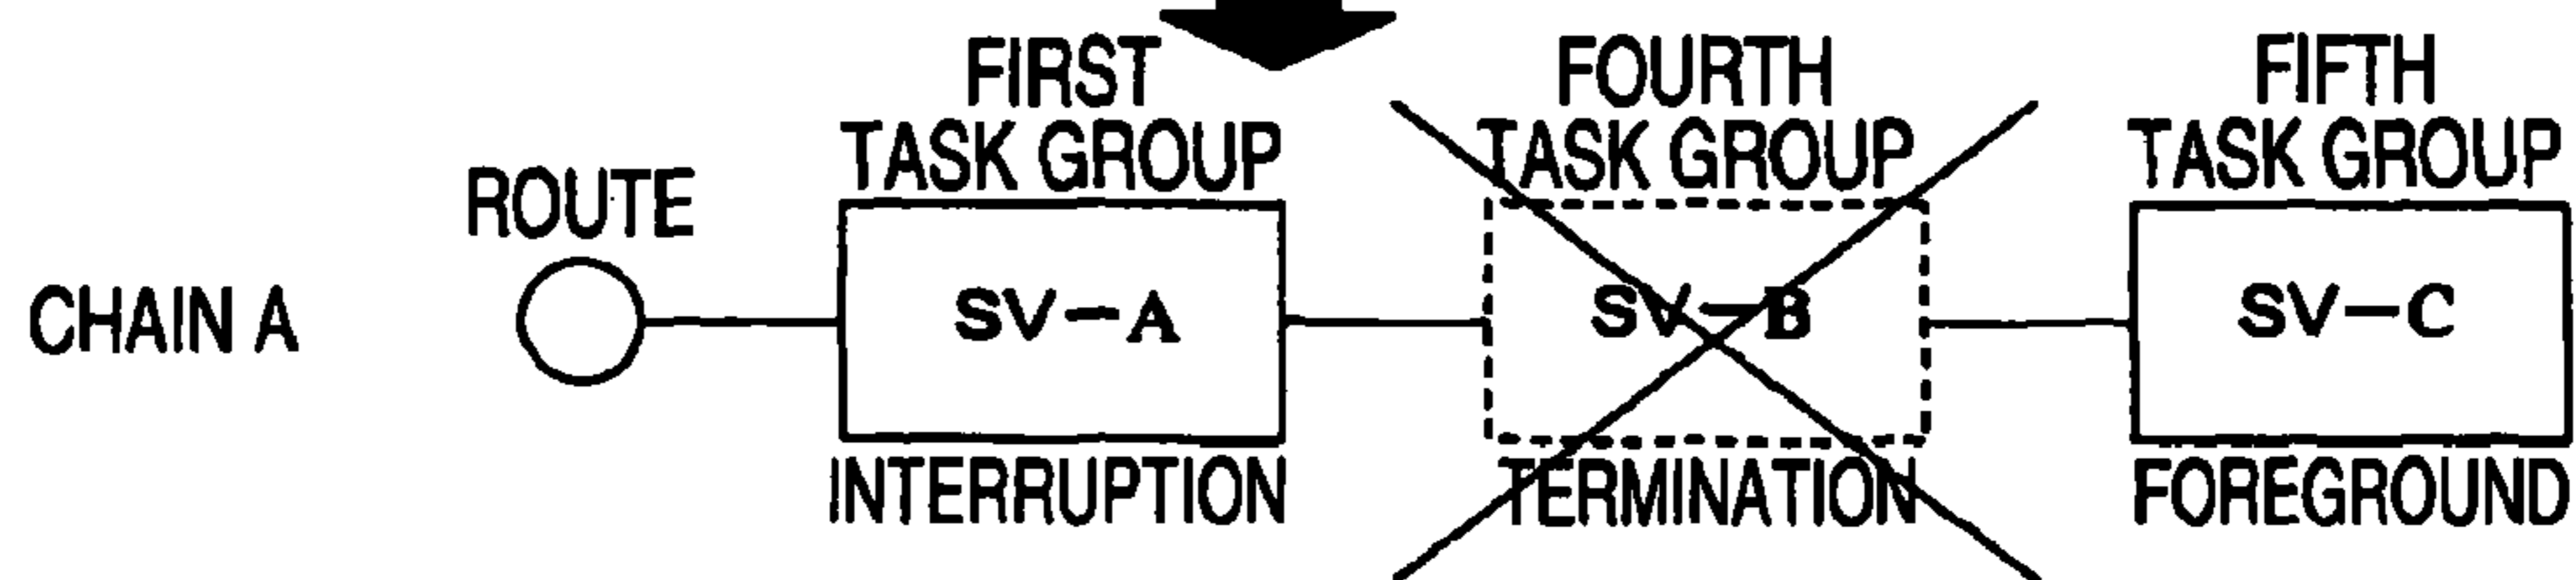 CHAIN A
ROUTE
FIRST
TASK GROUP
SV-A
INTERRUPTION
FOURTH
TASK GROUP
SV-B
TERMINATION
FIFTH
TASK GROUP
SV-C
FOREGROUND